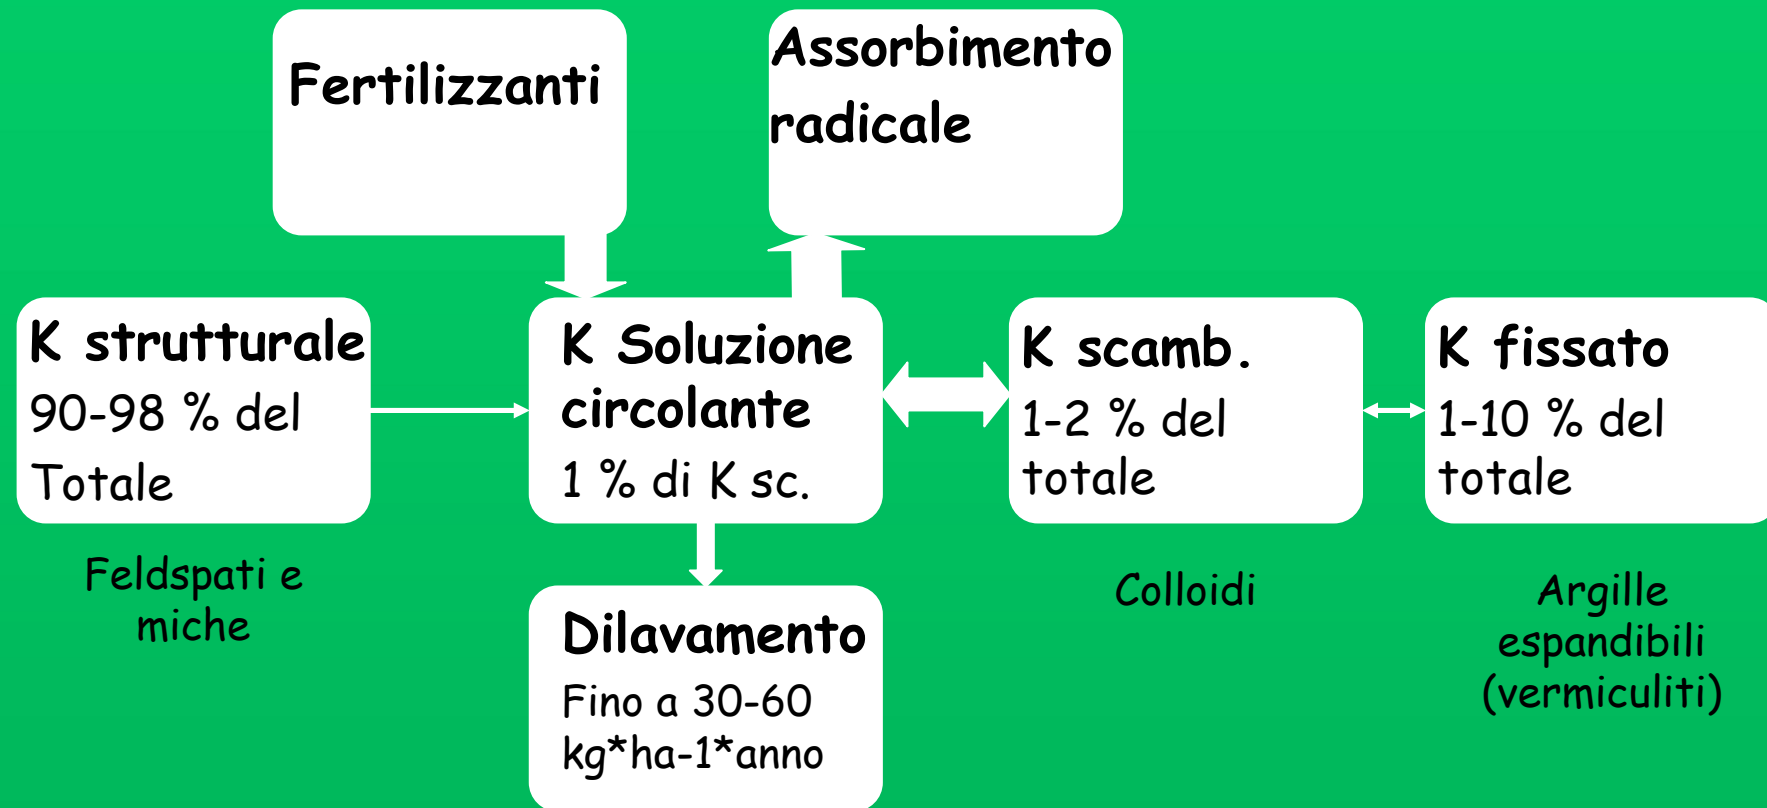 Fertilizzanti
Assorbimento
radicale
K strutturale
90-98 % del
Totale
K Soluzione
circolante
1 % di K sc.
K scamb.
1-2 % del
totale
K fissato
1-10 % del
totale
Feldspati e
miche
Colloidi
Argille
espandibili
(vermiculiti)
Dilavamento
Fino a 30-60
kg*ha-1*anno